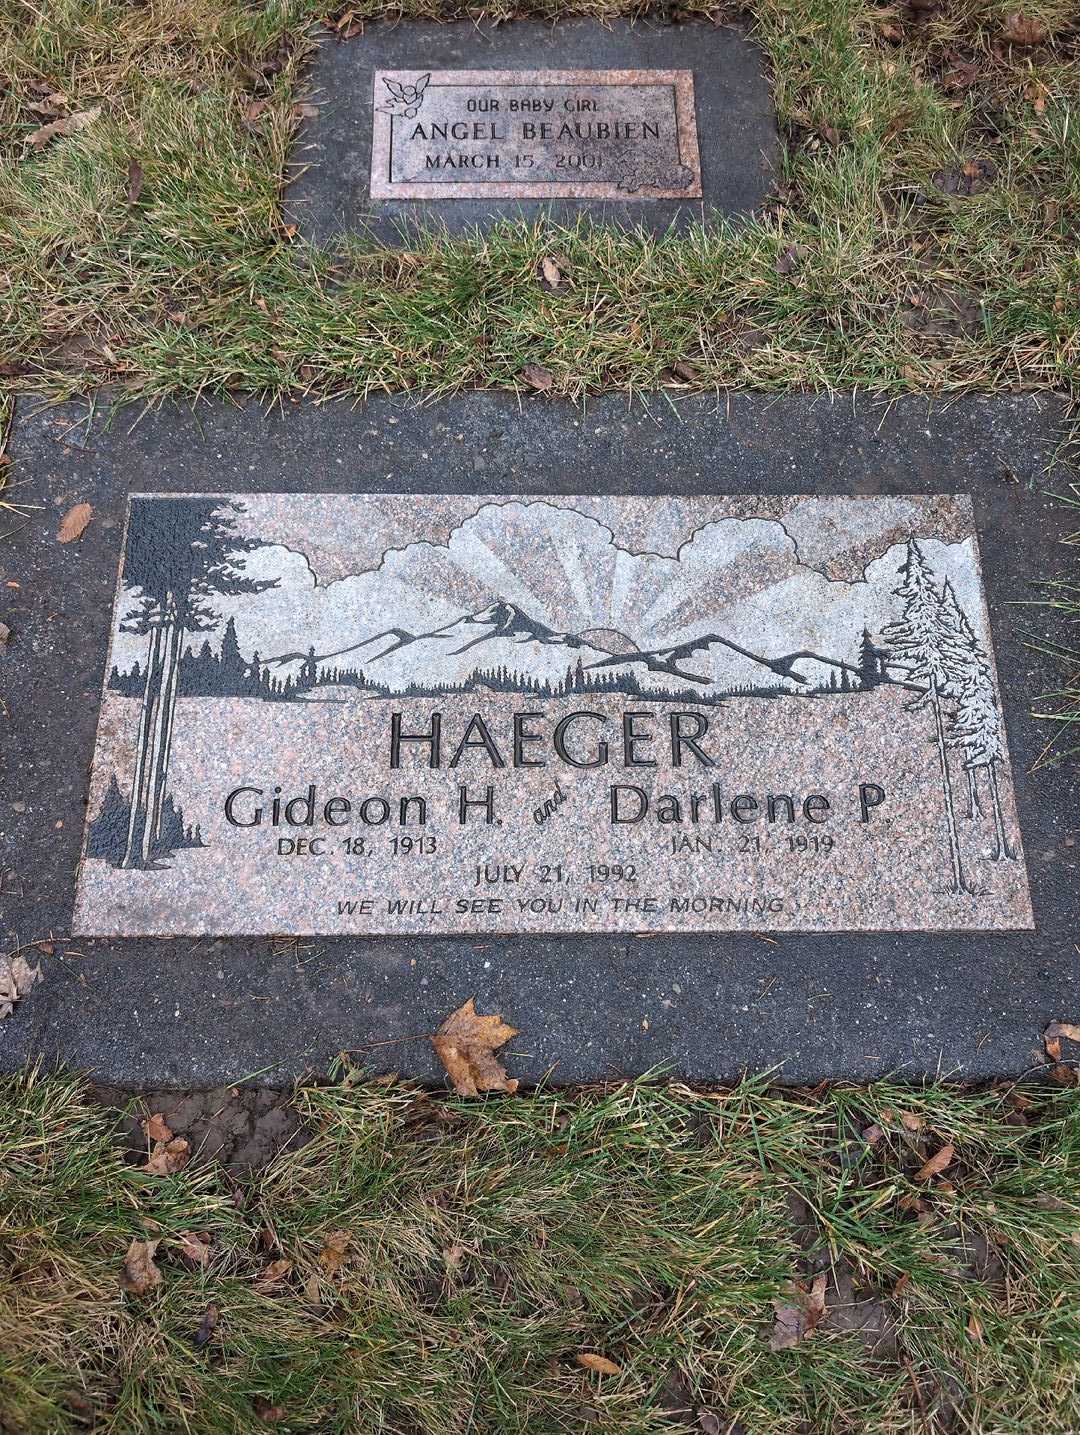 OUR BABY GIRL
ANGEL BEAUBIEN
MARCH 15, 2001
HAEGER
Gideon H. and Darlene P.
DEC. 18, 1913 JAN. 21, 1919
JULY 21, 1992
WE WILL SEE YOU IN THE MORNING